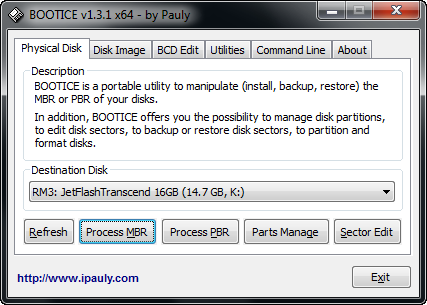 BOOTICE v1.3.1 x64 - by Pauly
Physical Disk Disk Image BCD Edit Utilities Command Line About
Description
BOOTICE is a portable utility to manipulate (install, backup, restore) the
MBR or PBR of your disks.
In addition, BOOTICE offers you the possibility to manage disk partitions,
to edit disk sectors, to backup or restore disk sectors, to partition and
format disks.
Destination Disk
RM3: JetFlashTranscend 16GB (14.7 GB, K:)
Refresh Process MBR Process PBR Parts Manage Sector Edit
http://www.ipauly.com Exit